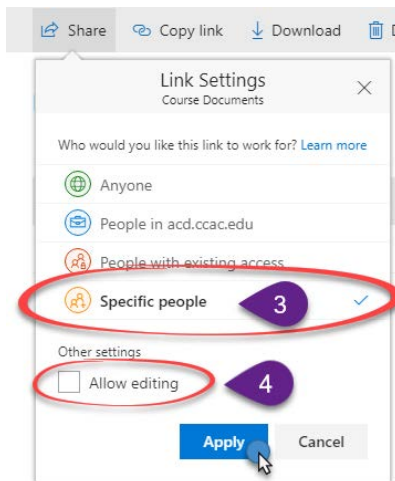 Share Copy link Download D
Link Settings
Course Documents
Who would you like this link to work for? Learn more
Anyone
People in acd.ccac.edu
People with existing access
Specific people 3
Other settings
Allow editing 4
Apply Cancel